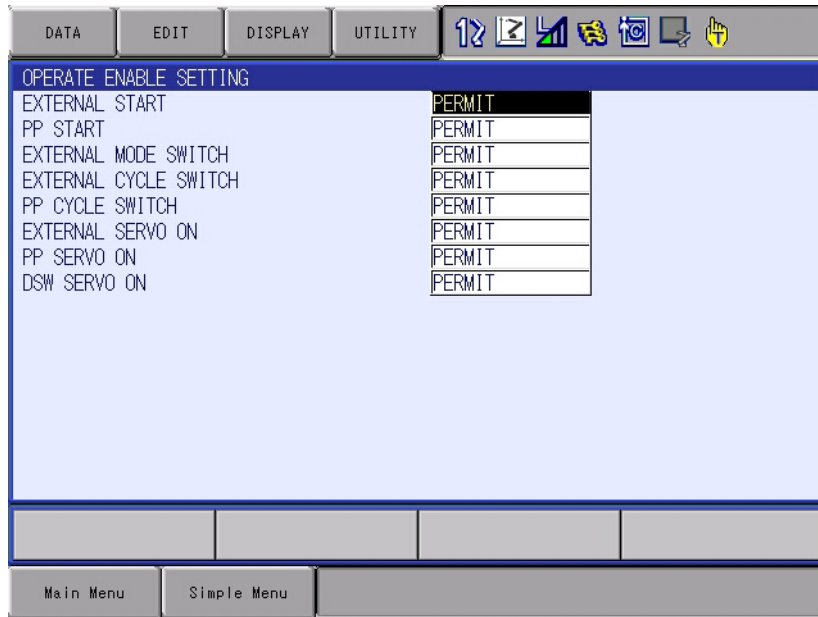 DATA EDIT DISPLAY UTILITY
OPERATE ENABLE SETTING
EXTERNAL START PERMIT
PP START PERMIT
EXTERNAL MODE SWITCH PERMIT
EXTERNAL CYCLE SWITCH PERMIT
PP CYCLE SWITCH PERMIT
EXTERNAL SERVO ON PERMIT
PP SERVO ON PERMIT
DSW SERVO ON PERMIT
Main Menu Simple Menu